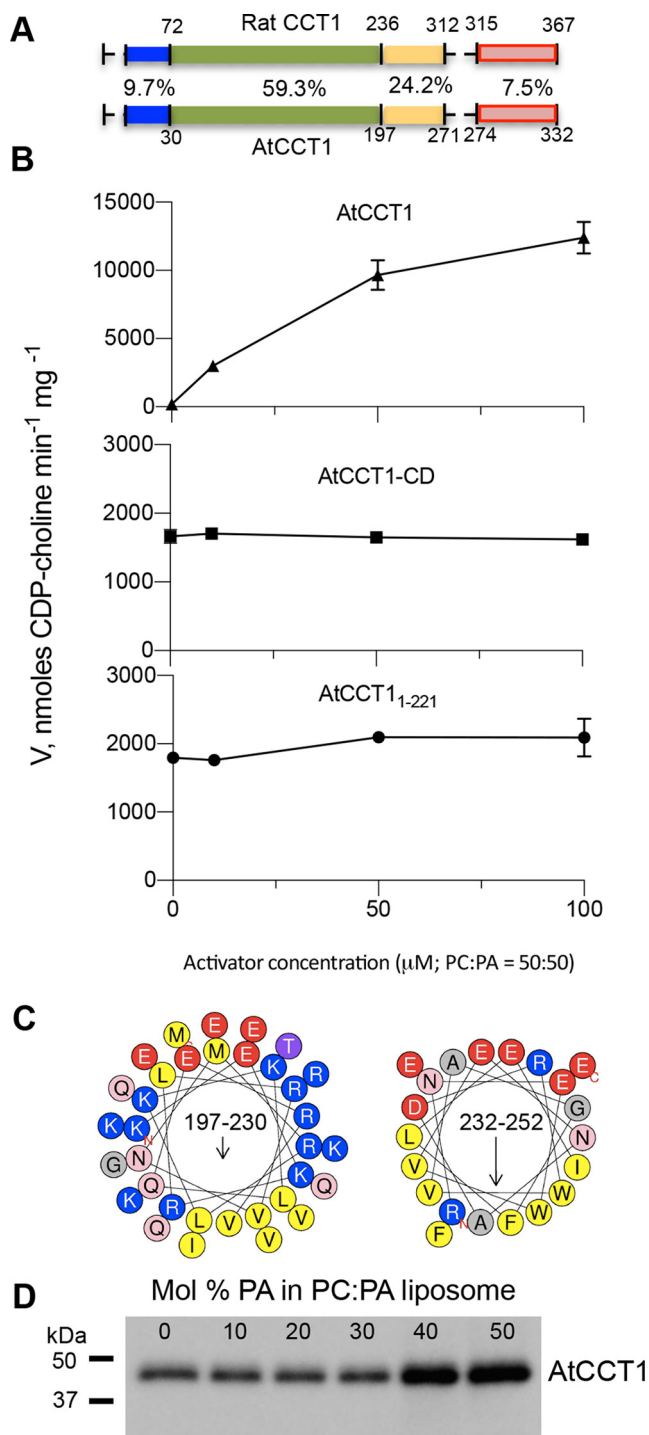 A
72 Rat CCT1 236 312 315 367
9.7% 59.3% 24.2% 7.5%
30 AtCCT1 197 271 274 332
B
V, nmoles CDP-choline min-1 mg -1
15000
10000
5000
0
AtCCT1
3000
2000
1000
0
AtCCT1-CD
3000
2000
1000
0
AtCCT11-221
0 50 100
Activator concentration (μM; PC:PA = 50:50)
C
M E E
E E M E T
L K R
Q K R
K K N R
197-230
G N R K
Q K Q
K R L
Q L V V V V
I
E A E E R E
N E C
D G
232-252
L N
V I
V W
R N A F W
F
D
Mol % PA in PC:PA liposome
kDa 0 10 20 30 40 50
50
37
AtCCT1